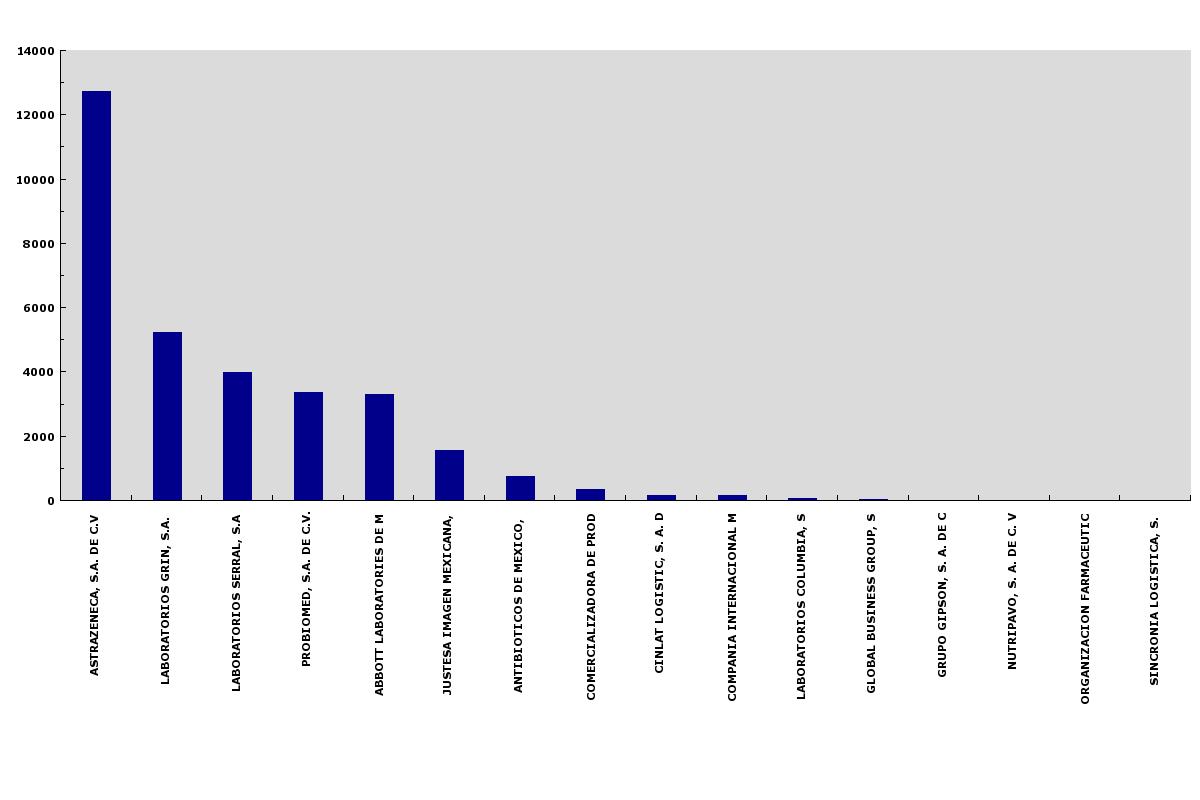 14000
12000
10000
8000
6000
4000
2000
0
ASTRAZENECA, S.A. DE C.V
LABORATORIOS GRIN, S.A.
LABORATORIOS SERRAL, S.A
PROBIOMED, S.A. DE C.V.
ABBOTT LABORATORIES DE M
JUSTESA IMAGEN MEXICANA,
ANTIBIOTICOS DE MEXICO,
COMERCIALIZADORA DE PROD
CINLAT LOGISTIC, S. A. D
COMPANIA INTERNACIONAL M
LABORATORIOS COLUMBIA, S
GLOBAL BUSINESS GROUP, S
GRUPO GIPSON, S. A. DE C
NUTRIPAVO, S. A. DE C. V
ORGANIZACION FARMACEUTIC
SINCRONIA LOGISTICA, S.